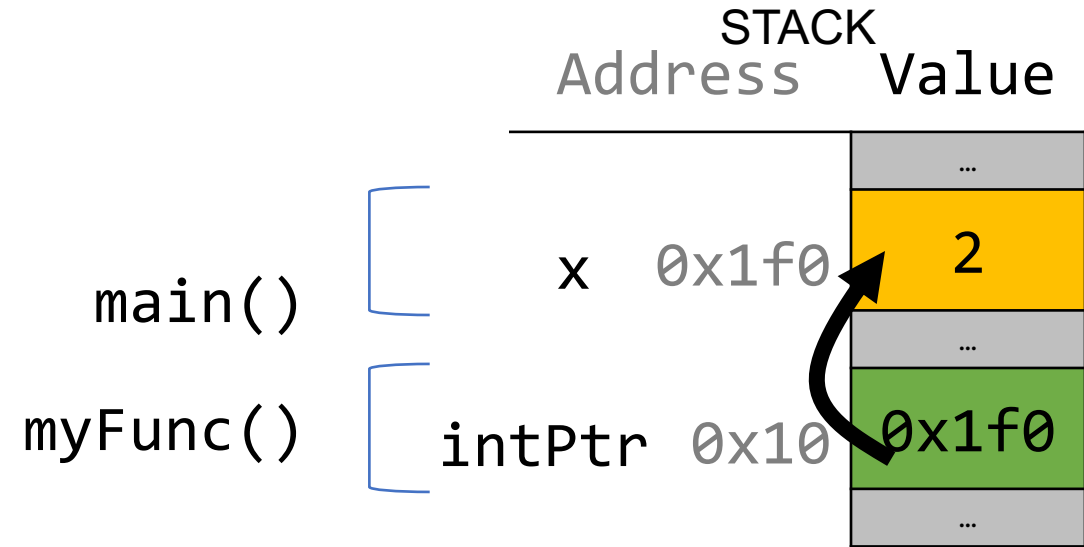 STACK
Address Value
…
x 0x1f0 2
main()
…
myFunc() intPtr 0x10 0x1f0
…